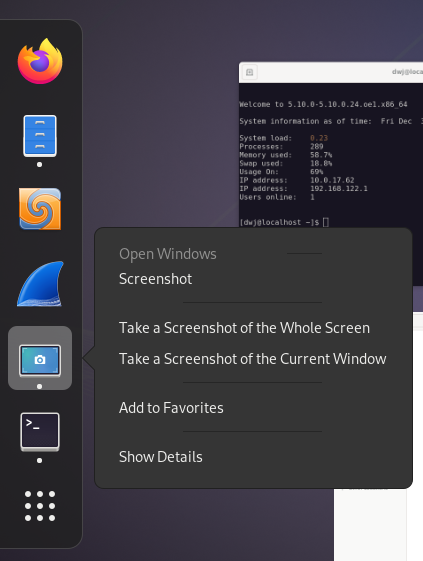 dwj@loca
Welcome to 5.10.0-5.10.0.24.oe1.x86_64
System information as of time:  Fri Dec
System load:    0.23
Processes:      289
Memory used:    58.7%
Swap used:      18.8%
Usage On:       69%
IP address:     10.0.17.62
IP address:     192.168.122.1
Users online:   1
[dwj@localhost ~]$
Open Windows
Screenshot
Take a Screenshot of the Whole Screen
Take a Screenshot of the Current Window
Add to Favorites
Show Details
>_